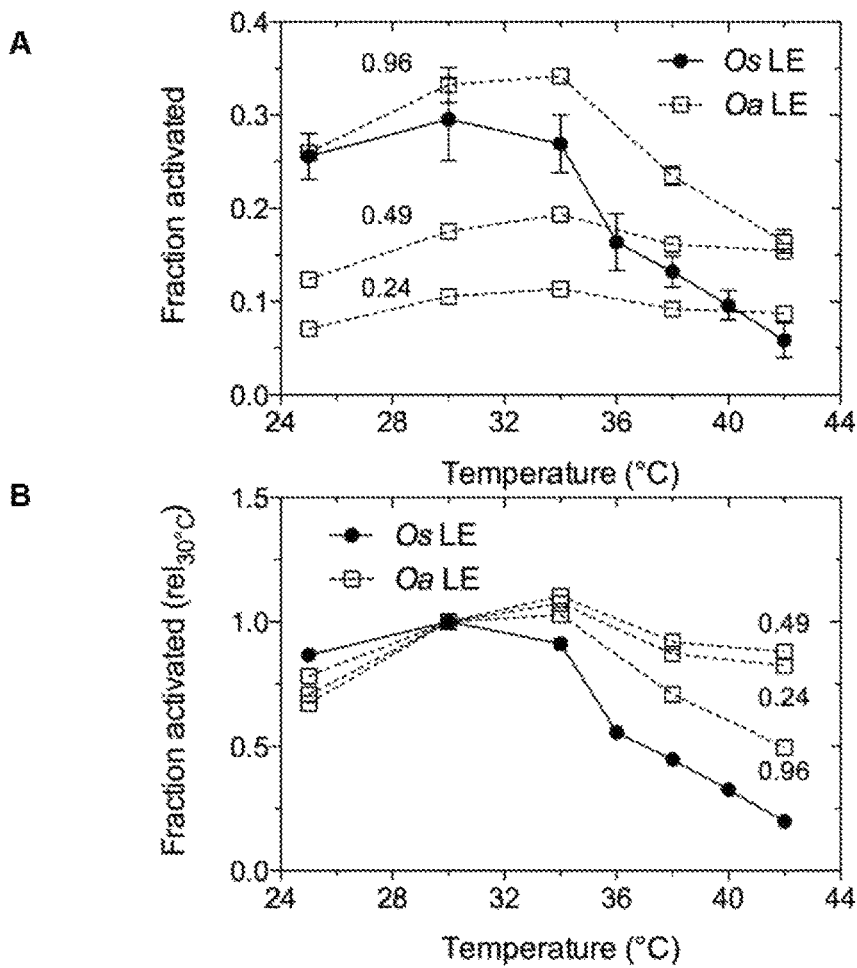 A
Fraction activated
0.4
0.3
0.2
0.1
0.0
0.96
0.49
0.24
Os LE
Oa LE
24 28 32 36 40 44
Temperature (°C)
B
Fraction activated (rel30°C)
1.5
1.0
0.5
0.0
Os LE
Oa LE
0.49
0.24
0.96
24 28 32 36 40 44
Temperature (°C)